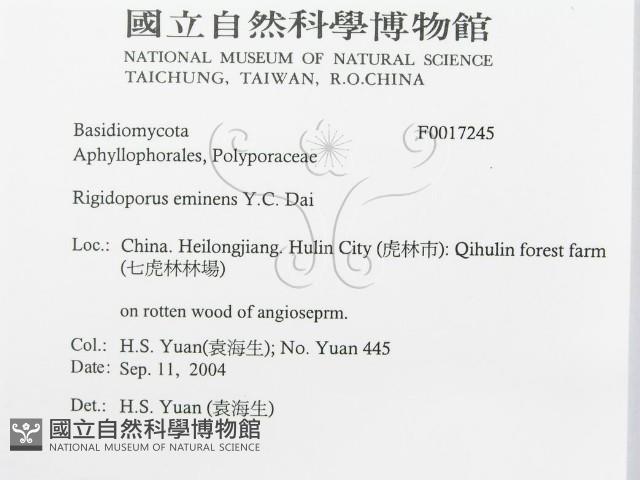 國立自然科學博物館
NATIONAL MUSEUM OF NATURAL SCIENCE
TAICHUNG, TAIWAN, R.O.CHINA
Basidiomycota F0017245
Aphyllophorales, Polyporaceae
Rigidoporus eminens Y.C. Dai
Loc.: China. Heilongjiang. Hulin City (虎林市): Qihulin forest farm
(七虎林林場)
on rotten wood of angioseprm.
Col.: H.S. Yuan(袁海生); No. Yuan 445
Date: Sep. 11, 2004
Det.: H.S. Yuan (袁海生)
國立自然科學博物館
NATIONAL MUSEUM OF NATURAL SCIENCE